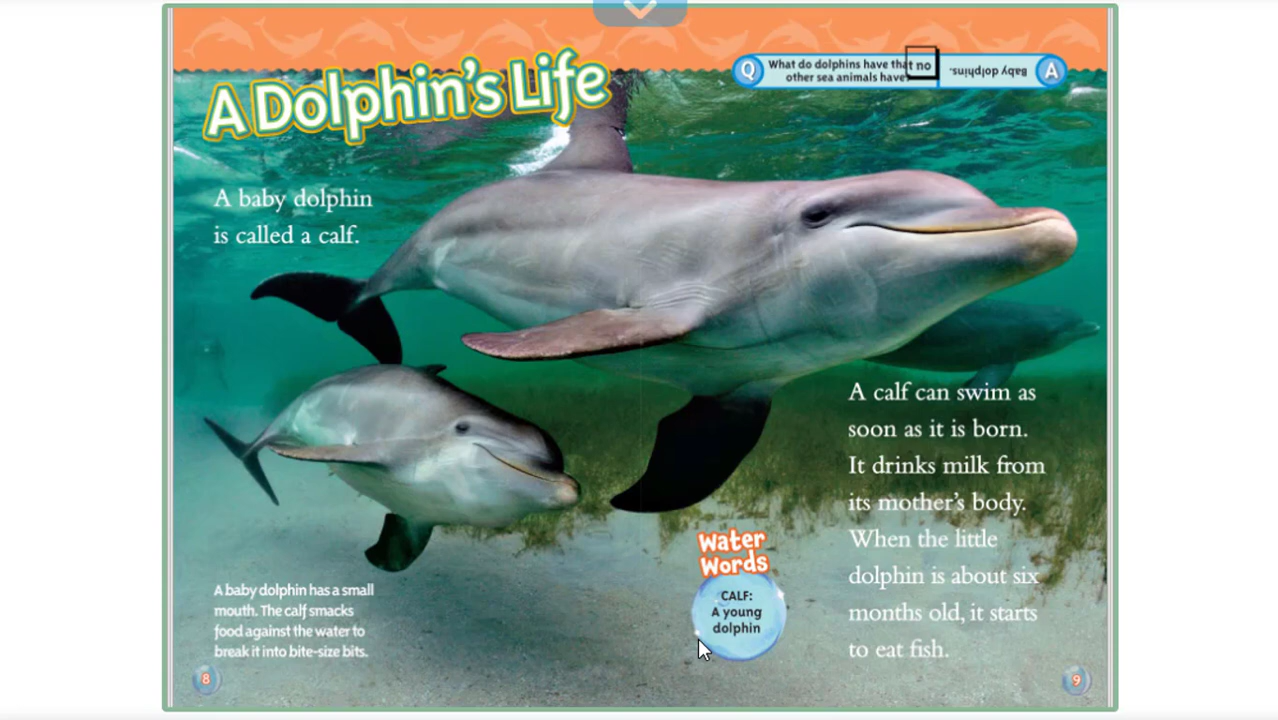 A Dolphin's Life
Q
What do dolphins have that no
other sea animals have?
Baby dolphins.
A
A baby dolphin
is called a calf.
A calf can swim as
soon as it is born.
It drinks milk from
its mother's body.
When the little
dolphin is about six
months old, it starts
to eat fish.
Water
Words
CALF:
A young
dolphin
A baby dolphin has a small
mouth. The calf smacks
food against the water to
break it into bite-size bits.
8
9